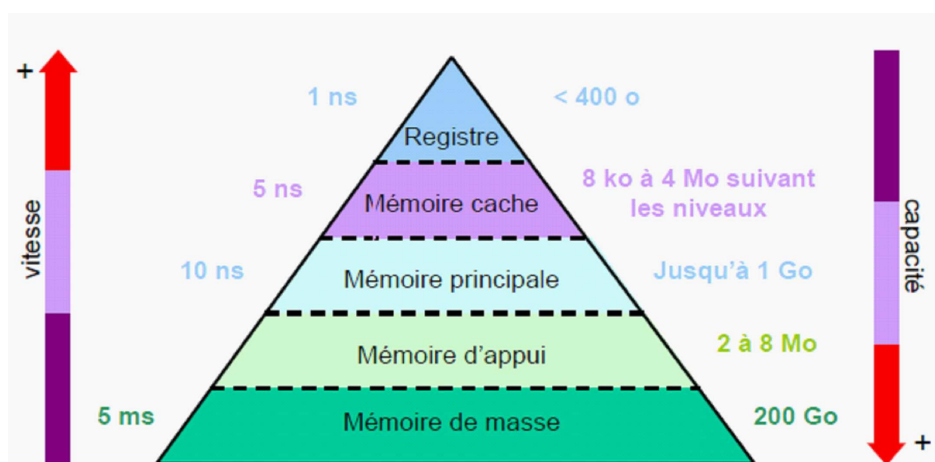 +
1 ns
< 400 o
Registre
5 ns
8 ko à 4 Mo suivant
les niveaux
Mémoire cache
vitesse
capacité
10 ns
Mémoire principale
Jusqu'à 1 Go
Mémoire d'appui
2 à 8 Mo
5 ms
Mémoire de masse
200 Go
+